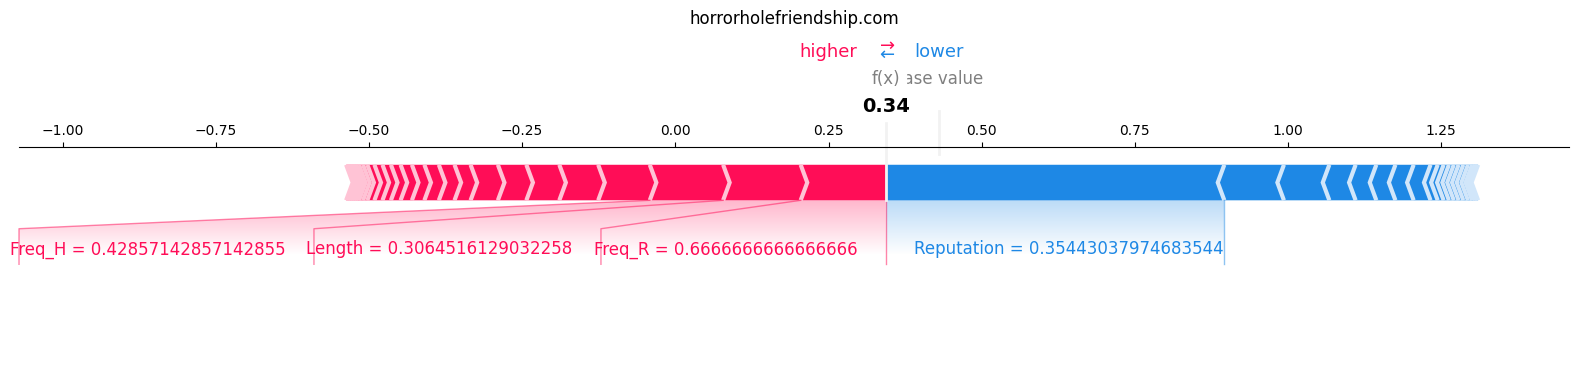 horrorholefriendship.com
higher ⇄ lower
f(x) ase value
0.34
−1.00 −0.75 −0.50 −0.25 0.00 0.25 0.50 0.75 1.00 1.25
Freq_H = 0.42857142857142855 Length = 0.3064516129032258 Freq_R = 0.6666666666666666 Reputation = 0.35443037974683544